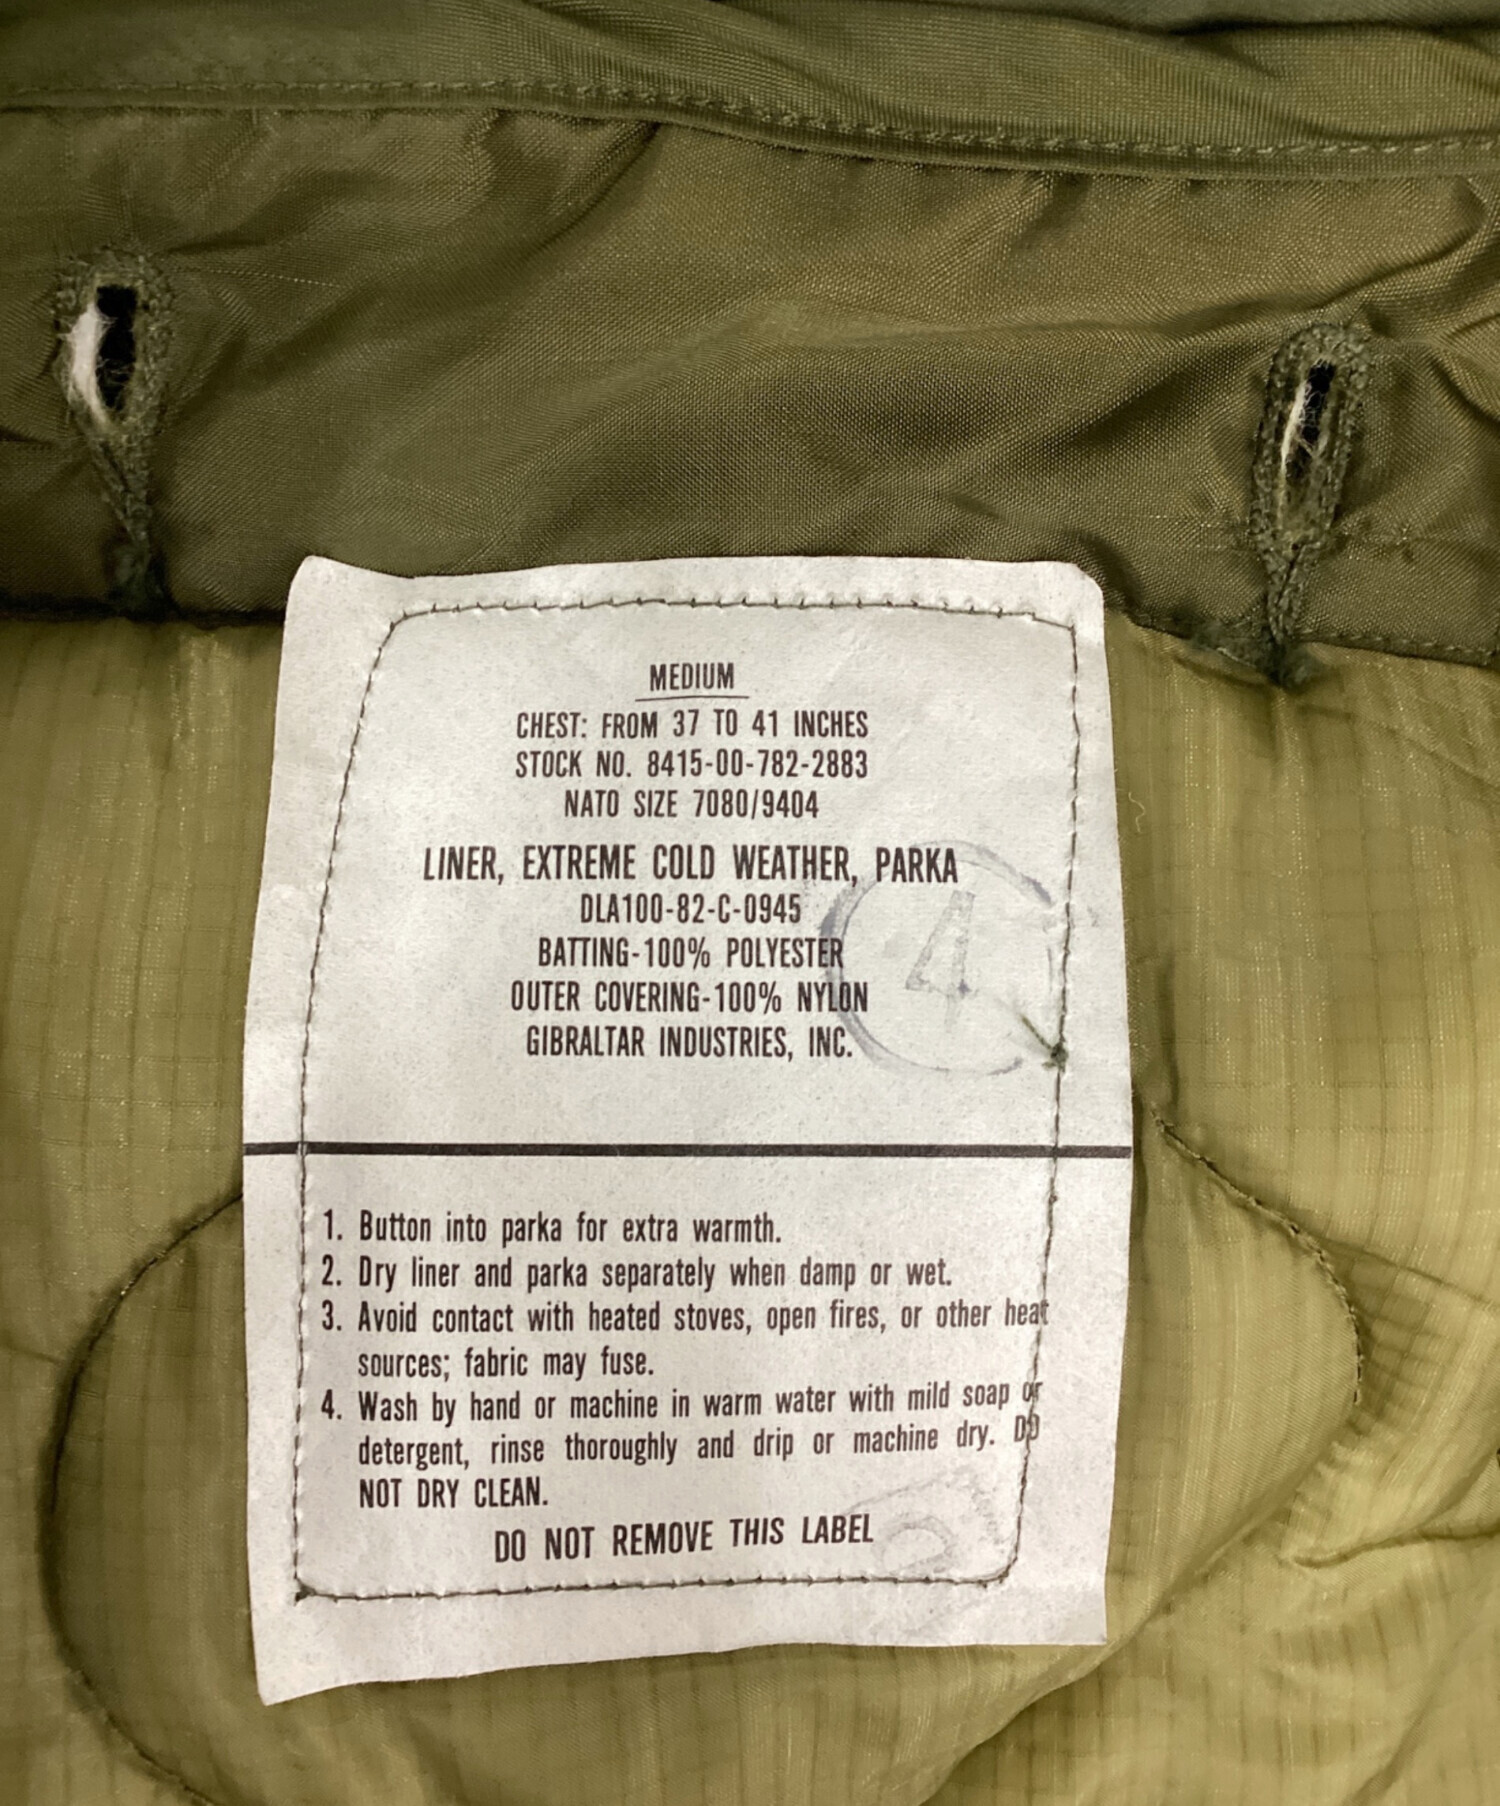 MEDIUM
CHEST: FROM 37 TO 41 INCHES
STOCK NO. 8415-00-782-2883
NATO SIZE 7080/9404
LINER, EXTREME COLD WEATHER, PARKA
DLA100-82-C-0945
4
BATTING-100% POLYESTER
OUTER COVERING-100% NYLON
GIBRALTAR INDUSTRIES, INC.
1. Button into parka for extra warmth.
2. Dry liner and parka separately when damp or wet.
3. Avoid contact with heated stoves, open fires, or other heat
sources; fabric may fuse.
4. Wash by hand or machine in warm water with mild soap or
detergent, rinse thoroughly and drip or machine dry. DO
NOT DRY CLEAN.
DO NOT REMOVE THIS LABEL